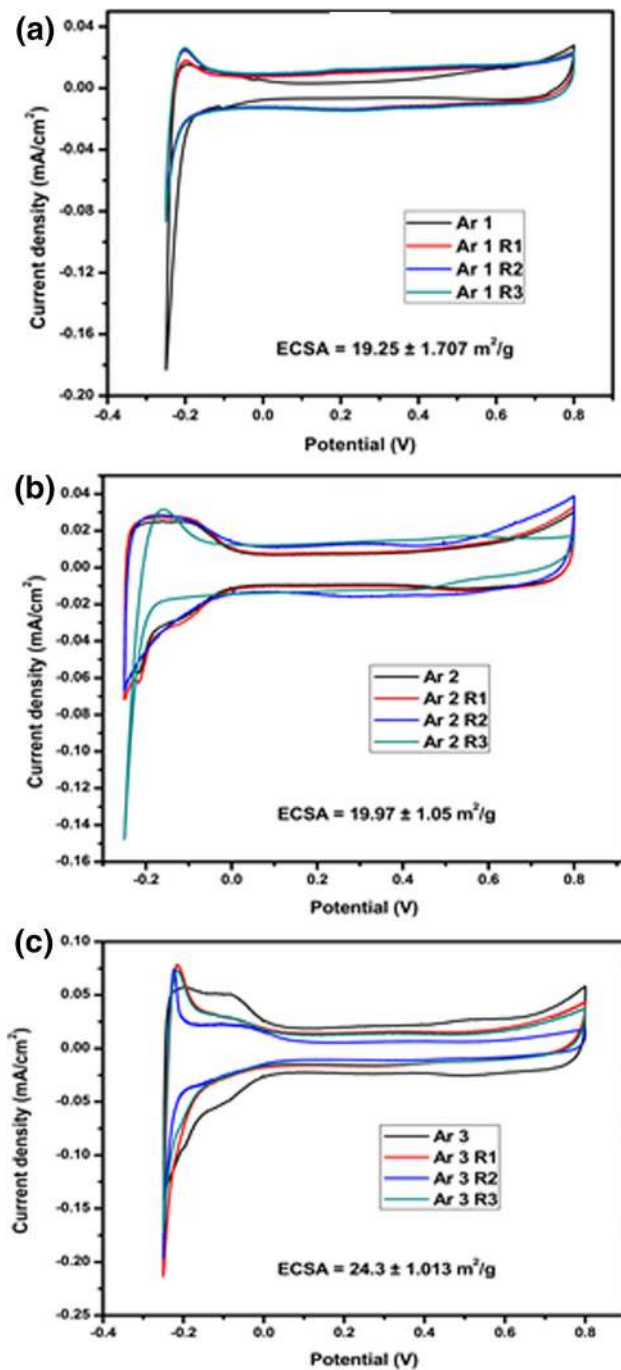 (a)
0.04
0.00
-0.04
-0.08
-0.12
-0.16
-0.20
Current density (mA/cm²)
Ar 1
Ar 1 R1
Ar 1 R2
Ar 1 R3
ECSA = 19.25 ± 1.707 m²/g
-0.4 -0.2 0.0 0.2 0.4 0.6 0.8
Potential (V)
(b)
0.04
0.02
0.00
-0.02
-0.04
-0.06
-0.08
-0.10
-0.12
-0.14
-0.16
Current density (mA/cm²)
Ar 2
Ar 2 R1
Ar 2 R2
Ar 2 R3
ECSA = 19.97 ± 1.05 m²/g
-0.2 0.0 0.2 0.4 0.6 0.8
Potential (V)
(c)
0.10
0.05
0.00
-0.05
-0.10
-0.15
-0.20
-0.25
Current density (mA/cm²)
Ar 3
Ar 3 R1
Ar 3 R2
Ar 3 R3
ECSA = 24.3 ± 1.013 m²/g
-0.4 -0.2 0.0 0.2 0.4 0.6 0.8
Potential (V)